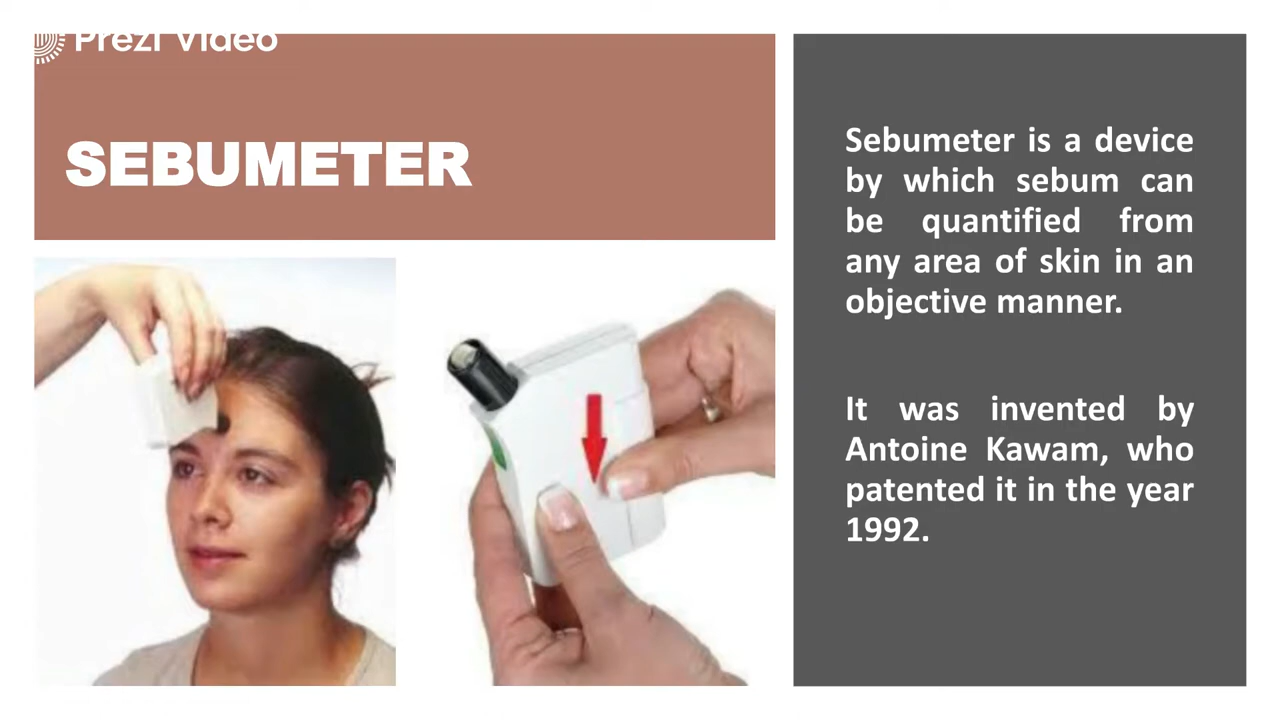 Prezi Video
SEBUMETER
Sebumeter is a device
by which sebum can
be quantified from
any area of skin in an
objective manner.
It was invented by
Antoine Kawam, who
patented it in the year
1992.